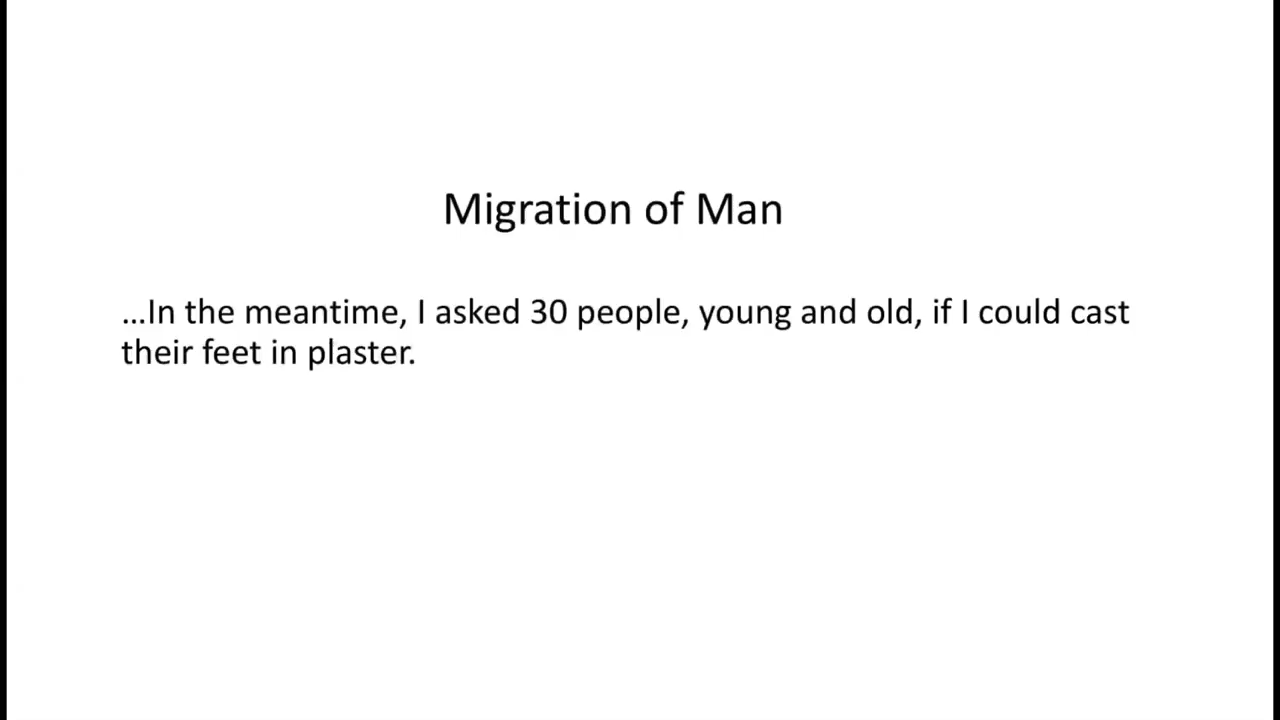 Migration of Man
...In the meantime, I asked 30 people, young and old, if I could cast
their feet in plaster.